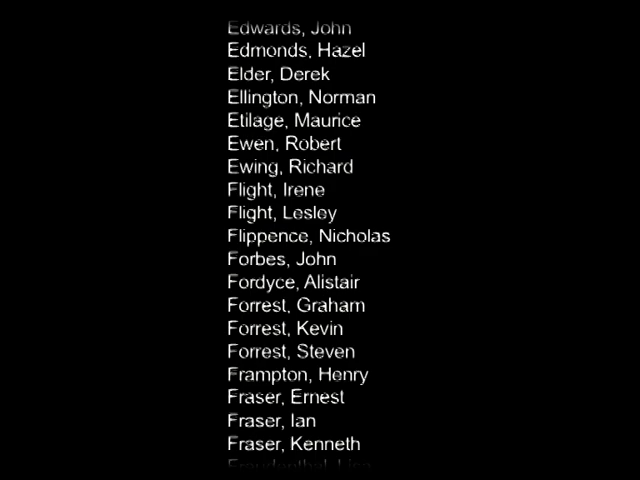 Edwards, John
Edmonds, Hazel
Elder, Derek
Ellington, Norman
Etilage, Maurice
Ewen, Robert
Ewing, Richard
Flight, Irene
Flight, Lesley
Flippence, Nicholas
Forbes, John
Fordyce, Alistair
Forrest, Graham
Forrest, Kevin
Forrest, Steven
Frampton, Henry
Fraser, Ernest
Fraser, Ian
Fraser, Kenneth